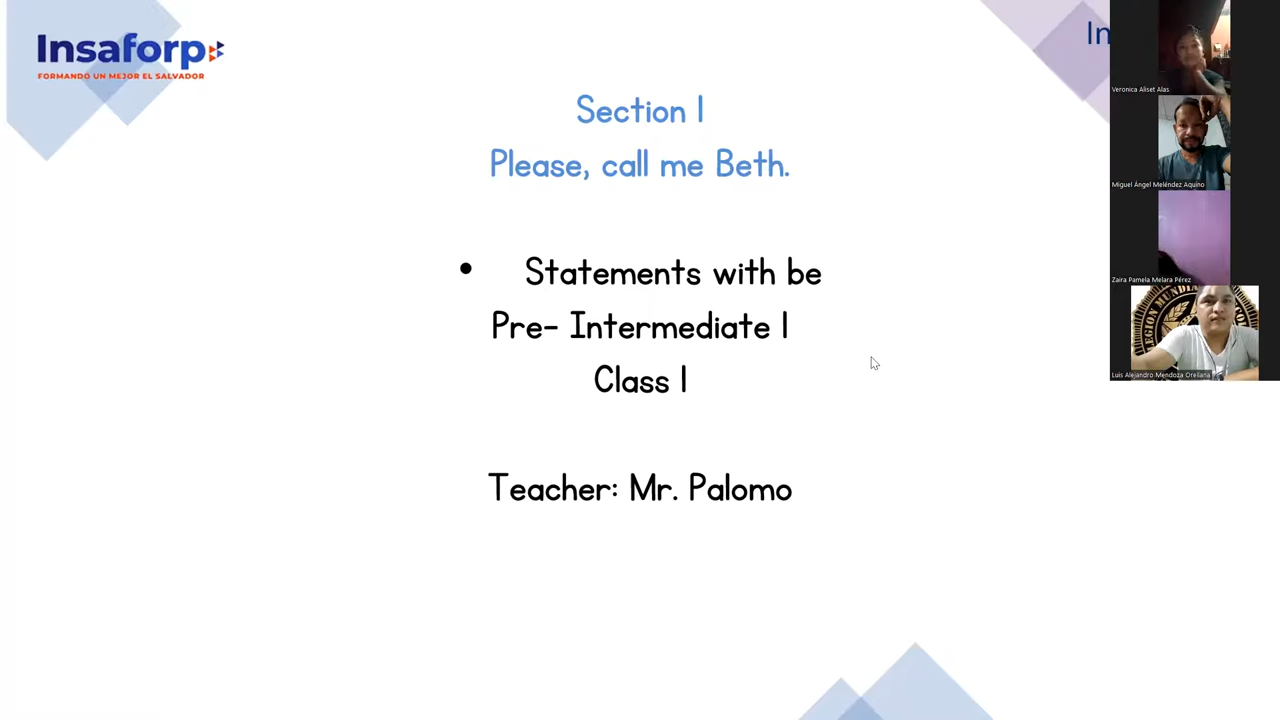 Insaforp
FORMANDO UN MEJOR EL SALVADOR
In
Section 1
Please, call me Beth.
• Statements with be
Pre- Intermediate 1
Class 1
Teacher: Mr. Palomo
Veronica Aliset Alas
Miguel Ángel Meléndez Aquino
Zaira Pamela Melara Pérez
LEGION MUNDIA
Luis Alejandro Mendoza Orellana